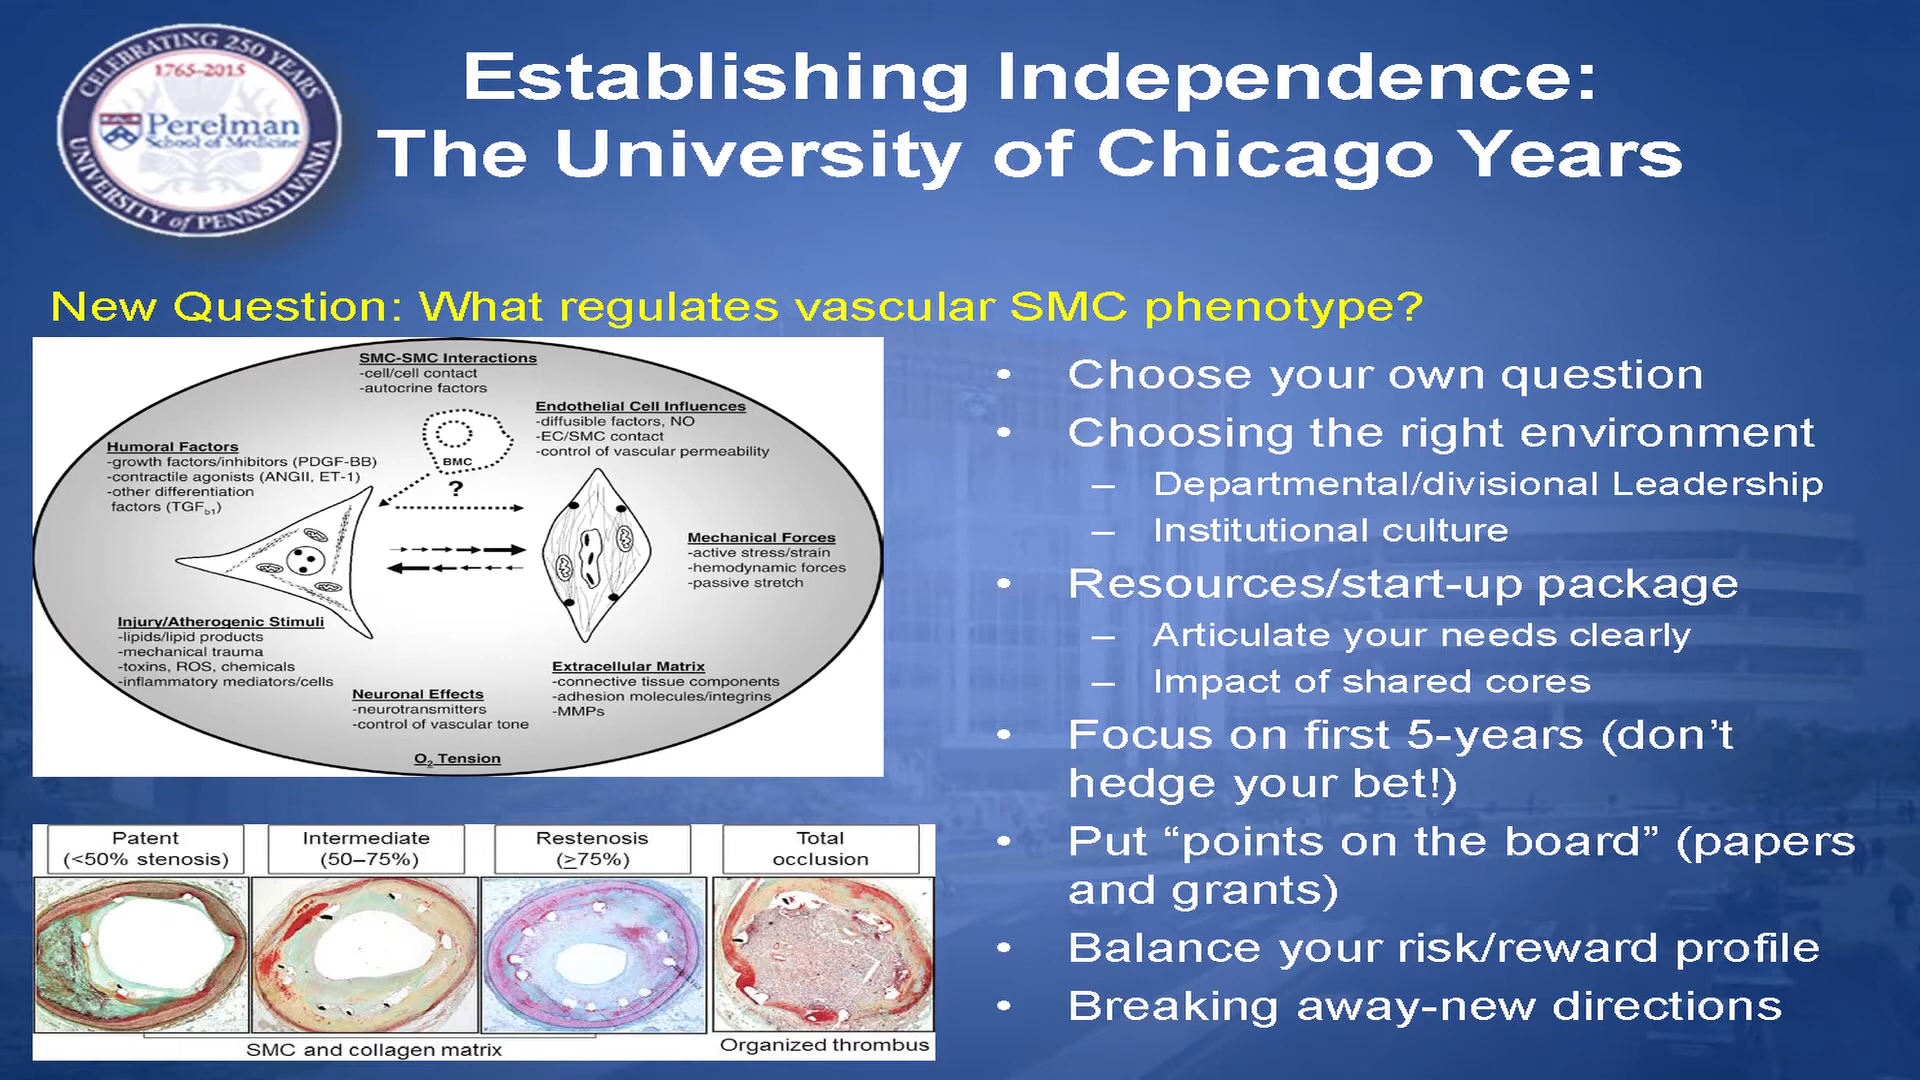 CELEBRATING 250 YEARS
1765-2015
Perelman
School of Medicine
UNIVERSITY of PENNSYLVANIA
Establishing Independence:
The University of Chicago Years
New Question: What regulates vascular SMC phenotype?
SMC-SMC Interactions
-cell/cell contact
-autocrine factors
Endothelial Cell Influences
-diffusible factors, NO
-EC/SMC contact
-control of vascular permeability
Humoral Factors
-growth factors/inhibitors (PDGF-BB)
-contractile agonists (ANGII, ET-1)
-other differentiation
factors (TGFb1)
BMC
?
Mechanical Forces
-active stress/strain
-hemodynamic forces
-passive stretch
Injury/Atherogenic Stimuli
-lipids/lipid products
-mechanical trauma
-toxins, ROS, chemicals
-inflammatory mediators/cells
Extracellular Matrix
-connective tissue components
-adhesion molecules/integrins
-MMPs
Neuronal Effects
-neurotransmitters
-control of vascular tone
O2 Tension
Patent
(<50% stenosis)
Intermediate
(50–75%)
Restenosis
(≥75%)
Total
occlusion
SMC and collagen matrix
Organized thrombus
• Choose your own question
• Choosing the right environment
– Departmental/divisional Leadership
– Institutional culture
• Resources/start-up package
– Articulate your needs clearly
– Impact of shared cores
• Focus on first 5-years (don’t
hedge your bet!)
• Put “points on the board” (papers
and grants)
• Balance your risk/reward profile
• Breaking away-new directions